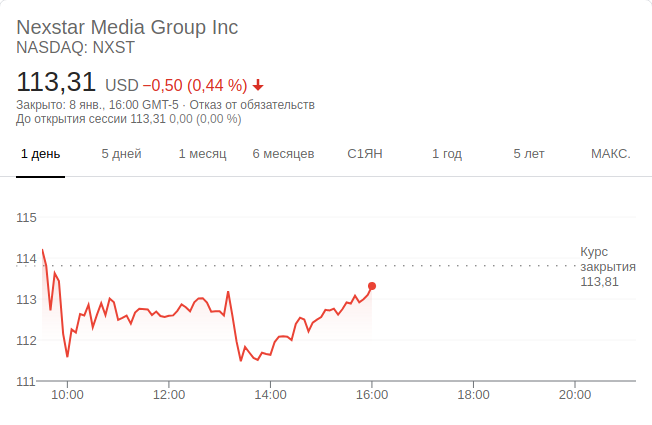 Nexstar Media Group Inc
NASDAQ: NXST
113,31 USD −0,50 (0,44 %)
Закрыто: 8 янв., 16:00 GMT-5 · Отказ от обязательств
До открытия сессии 113,31 0,00 (0,00 %)
1 день 5 дней 1 месяц 6 месяцев С1ЯН 1 год 5 лет МАКС.
115
114
113
112
111
Курс
закрытия
113,81
10:00 12:00 14:00 16:00 18:00 20:00